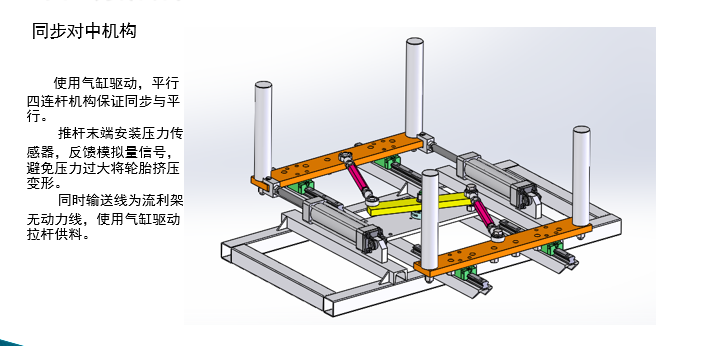 同步对中机构
使用气缸驱动，平行
四连杆机构保证同步与平
行。
推杆末端安装压力传
感器，反馈模拟量信号，
避免压力过大将轮胎挤压
变形。
同时输送线为流利架
无动力线，使用气缸驱动
拉杆供料。